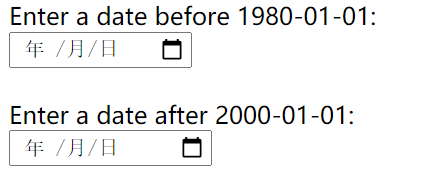 Enter a date before 1980-01-01:
年 /月/日
Enter a date after 2000-01-01:
年 /月/日